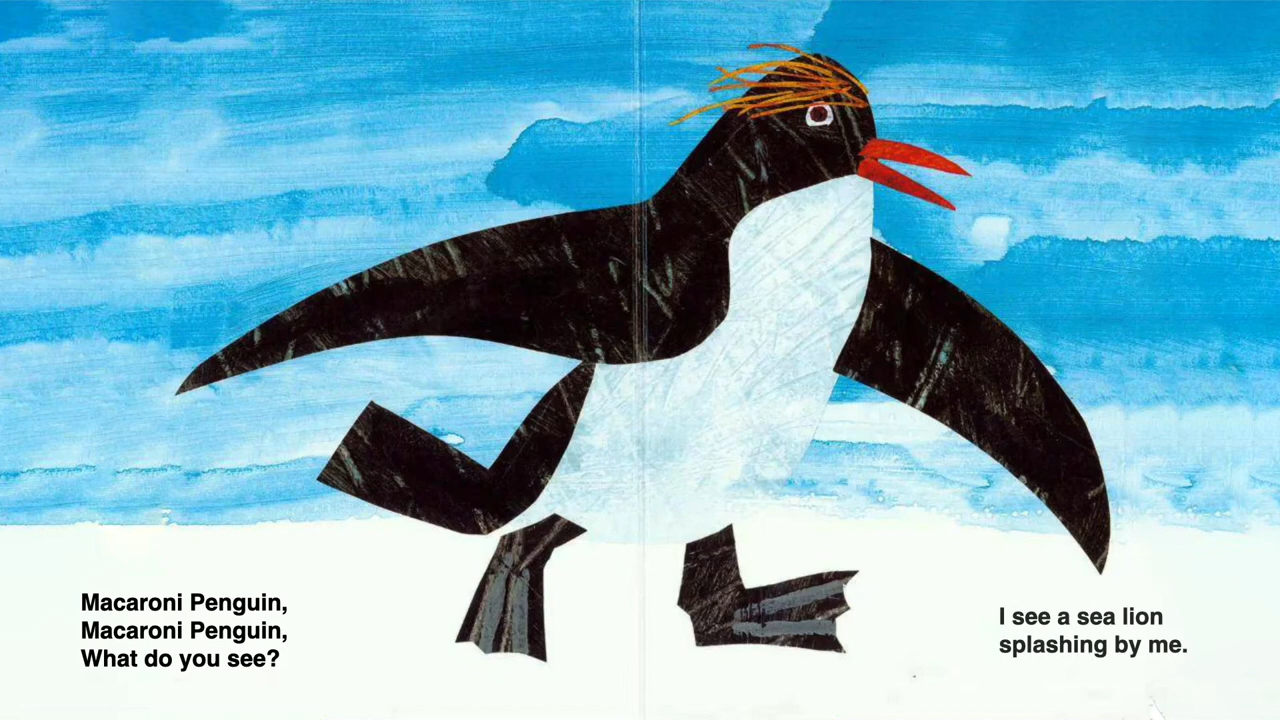 Macaroni Penguin,
Macaroni Penguin,
What do you see?
I see a sea lion
splashing by me.